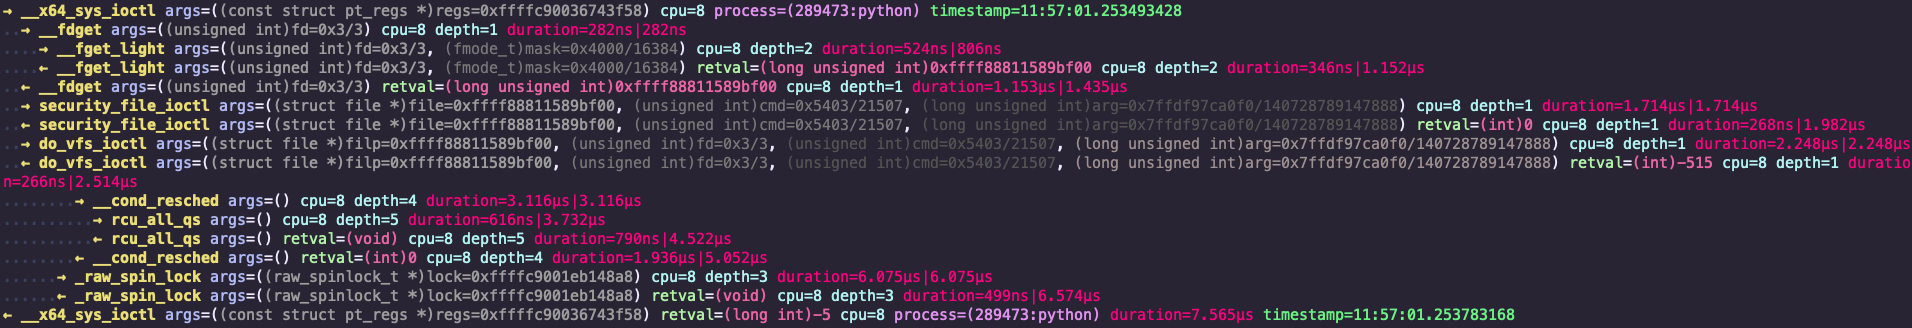 → __x64_sys_ioctl args=((const struct pt_regs *)regs=0xffffc90036743f58) cpu=8 process=(289473:python) timestamp=11:57:01.253493428
..→ __fdget args=((unsigned int)fd=0x3/3) cpu=8 depth=1 duration=282ns|282ns
....→ __fget_light args=((unsigned int)fd=0x3/3, (fmode_t)mask=0x4000/16384) cpu=8 depth=2 duration=524ns|806ns
....← __fget_light args=((unsigned int)fd=0x3/3, (fmode_t)mask=0x4000/16384) retval=(long unsigned int)0xffff88811589bf00 cpu=8 depth=2 duration=346ns|1.152µs
..← __fdget args=((unsigned int)fd=0x3/3) retval=(long unsigned int)0xffff88811589bf00 cpu=8 depth=1 duration=1.153µs|1.435µs
..→ security_file_ioctl args=((struct file *)file=0xffff88811589bf00, (unsigned int)cmd=0x5403/21507, (long unsigned int)arg=0x7ffdf97ca0f0/140728789147888) cpu=8 depth=1 duration=1.714µs|1.714µs
..← security_file_ioctl args=((struct file *)file=0xffff88811589bf00, (unsigned int)cmd=0x5403/21507, (long unsigned int)arg=0x7ffdf97ca0f0/140728789147888) retval=(int)0 cpu=8 depth=1 duration=268ns|1.982µs
..→ do_vfs_ioctl args=((struct file *)filp=0xffff88811589bf00, (unsigned int)fd=0x3/3, (unsigned int)cmd=0x5403/21507, (long unsigned int)arg=0x7ffdf97ca0f0/140728789147888) cpu=8 depth=1 duration=2.248µs|2.248µs
..← do_vfs_ioctl args=((struct file *)filp=0xffff88811589bf00, (unsigned int)fd=0x3/3, (unsigned int)cmd=0x5403/21507, (long unsigned int)arg=0x7ffdf97ca0f0/140728789147888) retval=(int)-515 cpu=8 depth=1 duratio
n=266ns|2.514µs
........→ __cond_resched args=() cpu=8 depth=4 duration=3.116µs|3.116µs
..........→ rcu_all_qs args=() cpu=8 depth=5 duration=616ns|3.732µs
..........← rcu_all_qs args=() retval=(void) cpu=8 depth=5 duration=790ns|4.522µs
........← __cond_resched args=() retval=(int)0 cpu=8 depth=4 duration=1.936µs|5.052µs
......→ _raw_spin_lock args=((raw_spinlock_t *)lock=0xffffc9001eb148a8) cpu=8 depth=3 duration=6.075µs|6.075µs
......← _raw_spin_lock args=((raw_spinlock_t *)lock=0xffffc9001eb148a8) retval=(void) cpu=8 depth=3 duration=499ns|6.574µs
← __x64_sys_ioctl args=((const struct pt_regs *)regs=0xffffc90036743f58) retval=(long int)-5 cpu=8 process=(289473:python) duration=7.565µs timestamp=11:57:01.253783168